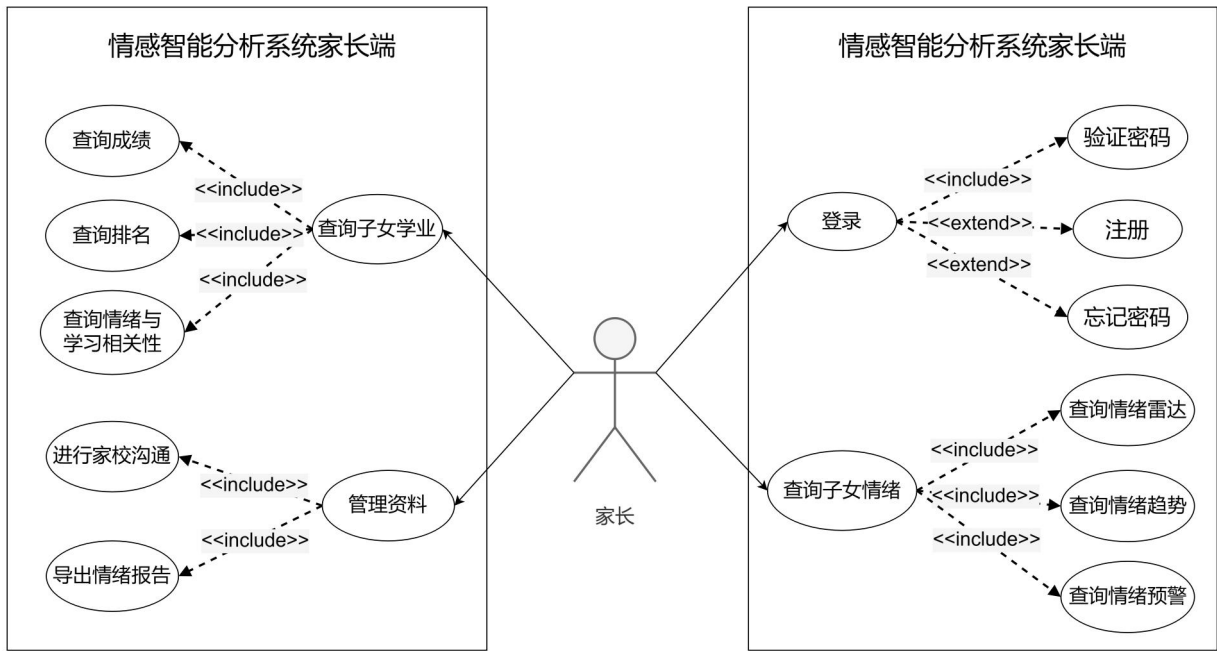 情感智能分析系统家长端
查询成绩
<<include>>
查询排名
<<include>>
查询子女学业
<<include>>
查询情绪与
学习相关性
进行家校沟通
<<include>>
管理资料
<<include>>
导出情绪报告
家长
情感智能分析系统家长端
验证密码
<<include>>
登录
<<extend>>
注册
<<extend>>
忘记密码
查询情绪雷达
<<include>>
查询子女情绪
<<include>>
查询情绪趋势
<<include>>
查询情绪预警